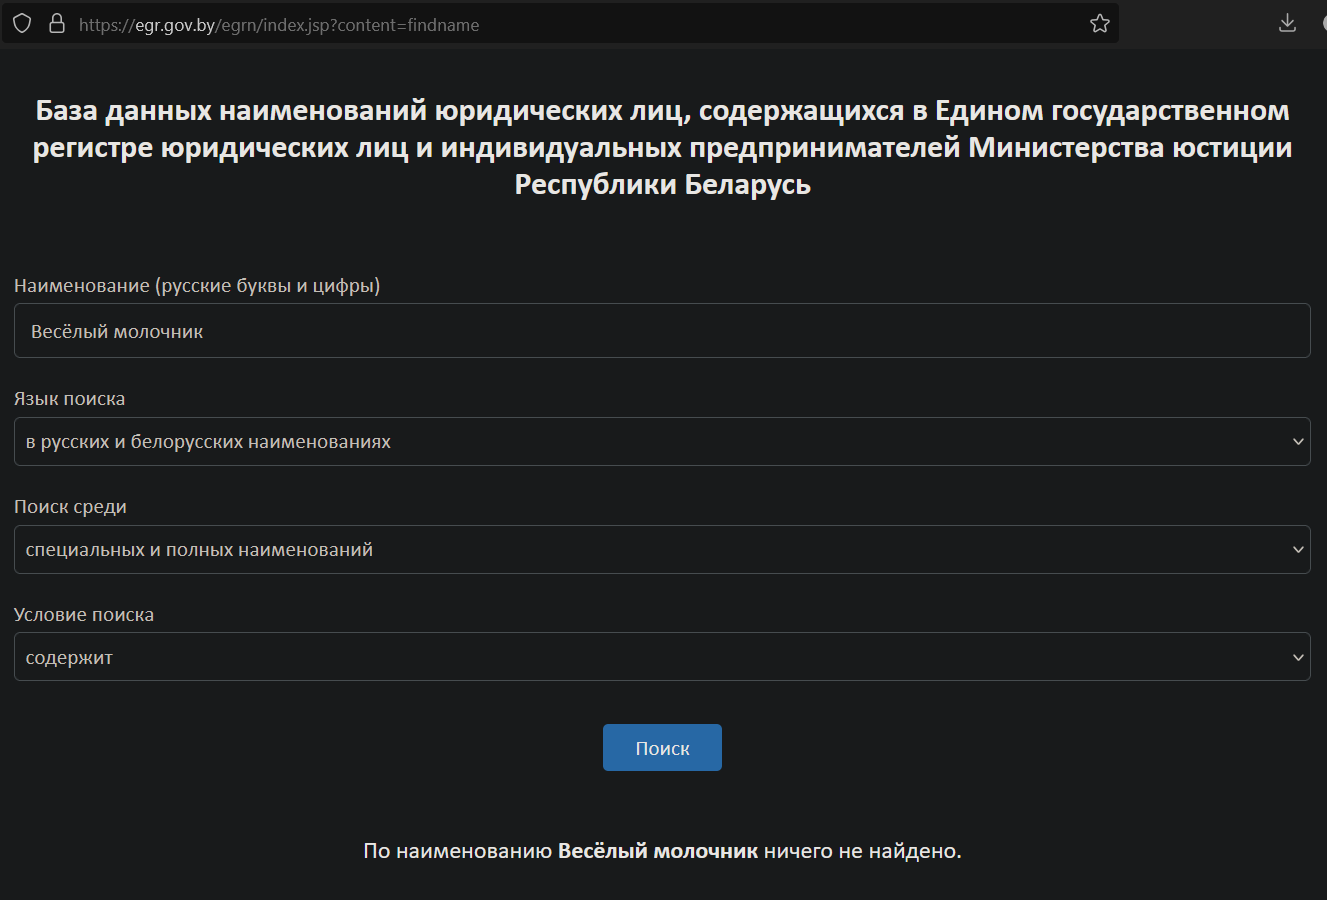 https://egr.gov.by/egrn/index.jsp?content=findname
База данных наименований юридических лиц, содержащихся в Едином государственном
регистре юридических лиц и индивидуальных предпринимателей Министерства юстиции
Республики Беларусь
Наименование (русские буквы и цифры)
Весёлый молочник
Язык поиска
в русских и белорусских наименованиях
Поиск среди
специальных и полных наименований
Условие поиска
содержит
Поиск
По наименованию Весёлый молочник ничего не найдено.